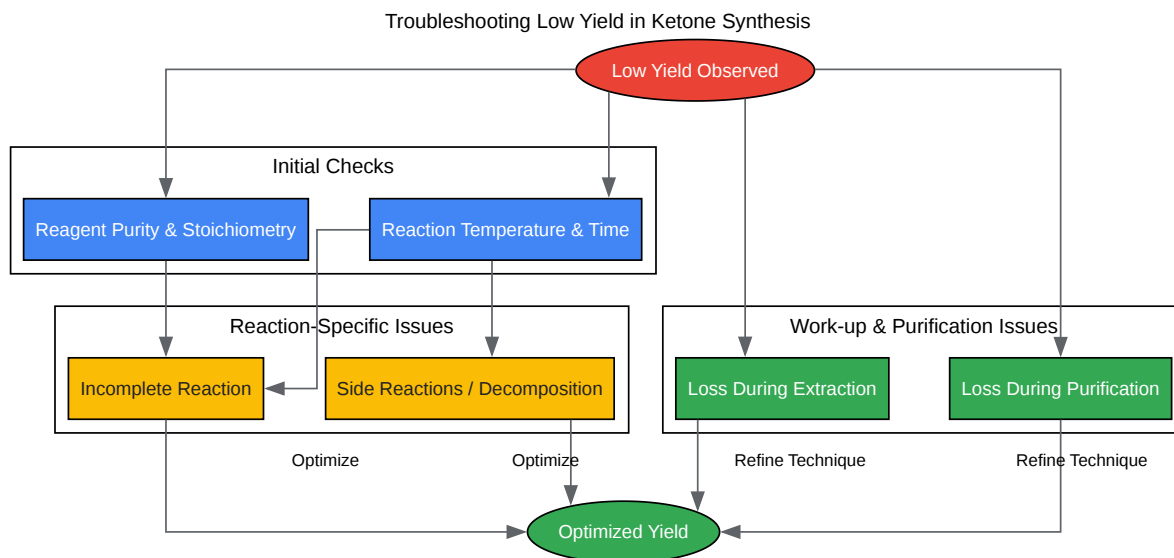 Troubleshooting Low Yield in Ketone Synthesis
Low Yield Observed
Initial Checks
Reagent Purity & Stoichiometry
Reaction Temperature & Time
Reaction-Specific Issues
Work-up & Purification Issues
Incomplete Reaction
Side Reactions / Decomposition
Loss During Extraction
Loss During Purification
Optimize
Optimize
Refine Technique
Refine Technique
Optimized Yield